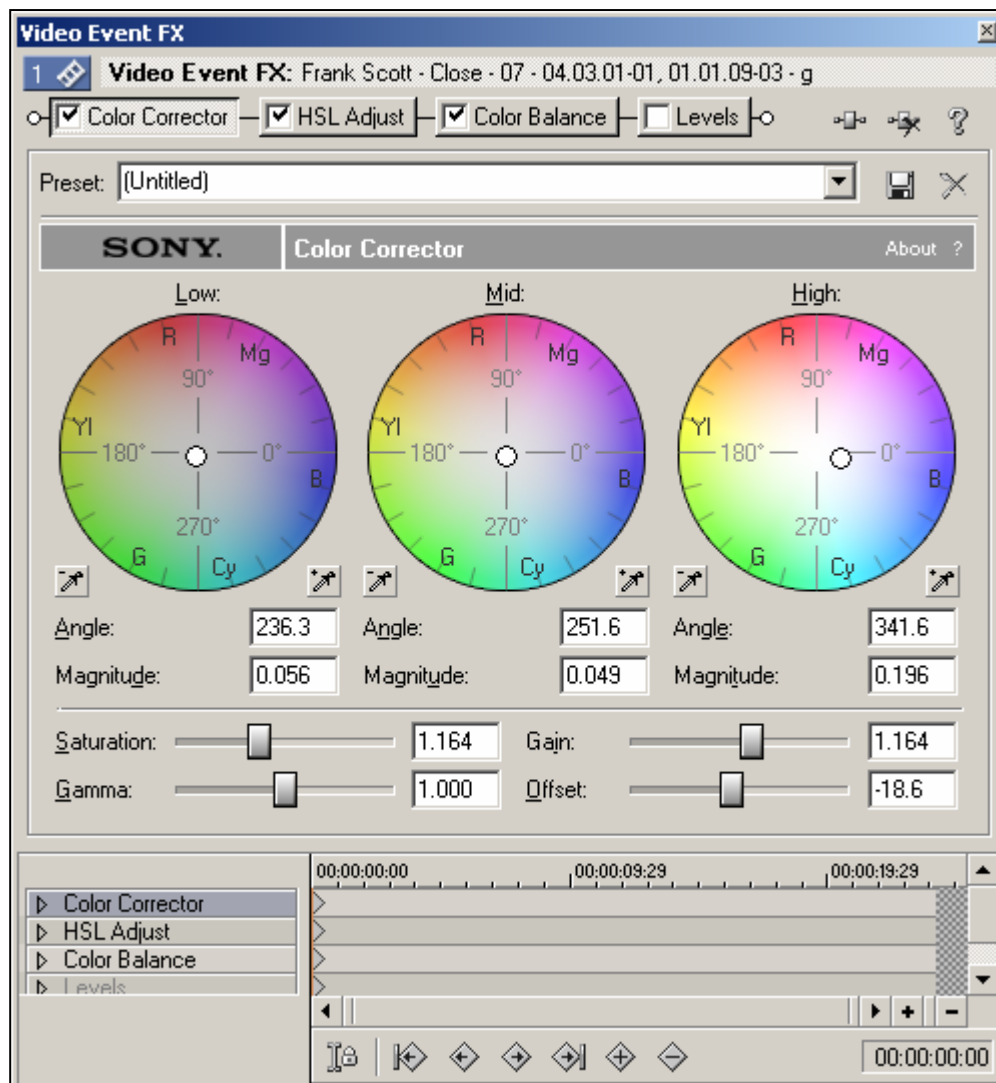 Video Event FX
1 Video Event FX: Frank Scott - Close - 07 - 04.03.01-01, 01.01.09-03 - g
Color Corrector HSL Adjust Color Balance Levels
Preset: (Untitled)
SONY. Color Corrector About ?
Low: Mid: High:
R Mg 90° Yl 180° 0° B 270° G Cy
R Mg 90° Yl 180° 0° B 270° G Cy
R Mg 90° Yl 180° 0° B 270° G Cy
Angle: 236.3 Angle: 251.6 Angle: 341.6
Magnitude: 0.056 Magnitude: 0.049 Magnitude: 0.196
Saturation: 1.164 Gain: 1.164
Gamma: 1.000 Offset: -18.6
00:00:00:00 00:00:09:29 00:00:19:29
Color Corrector
HSL Adjust
Color Balance
Levels
00:00:00:00